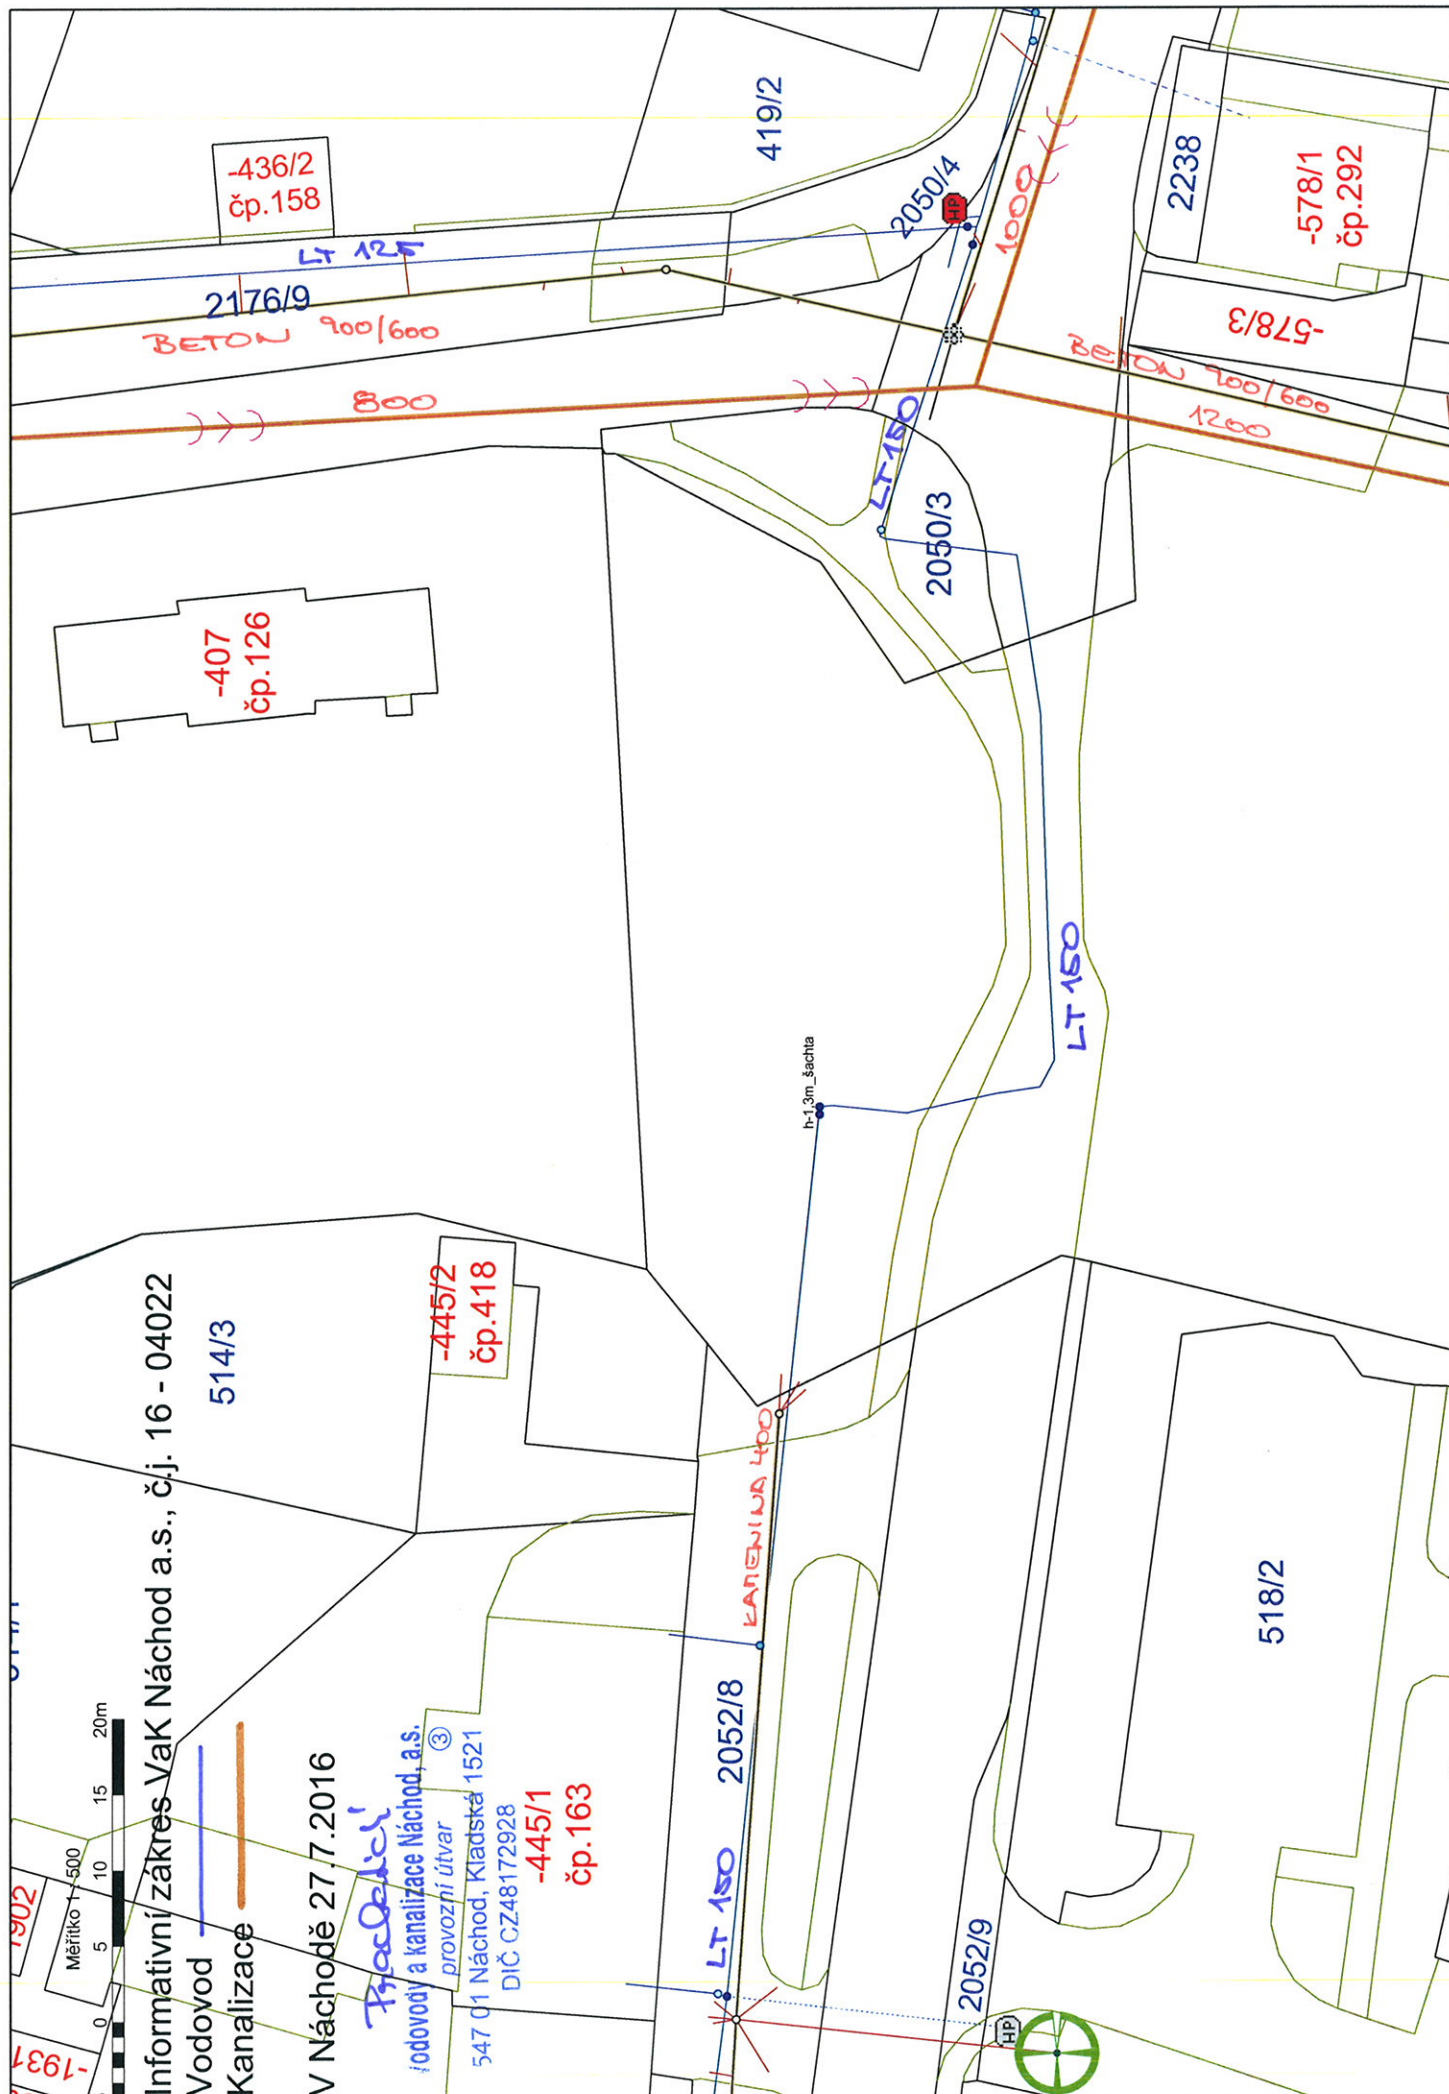 Měřítko 1 : 500
0 5 10 15 20m
Informativní zákres VaK Náchod a.s., č.j. 16 - 04022
Vodovod
Kanalizace
V Náchodě 27.7.2016
vodovody a kanalizace Náchod, a.s.
provozní útvar ③
547 01 Náchod, Kladská 1521
DIČ CZ48172928
-1931
1902
514/3
-445/2
čp.418
-445/1
čp.163
LT 150
2052/8
KAMENINA 400
2052/9
HP
518/2
h-1,3m_šachta
LT 150
-407
čp.126
2050/3
LT 150
800
BETON 900/600
2176/9
LT 125
-436/2
čp.158
419/2
2050/4
HP
1000
2238
-578/1
čp.292
-578/3
BETON 900/600
1200